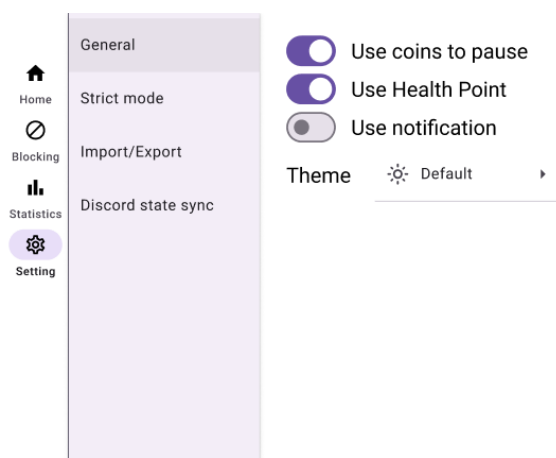 Home
Blocking
Statistics
Setting
General
Strict mode
Import/Export
Discord state sync
Use coins to pause
Use Health Point
Use notification
Theme
Default